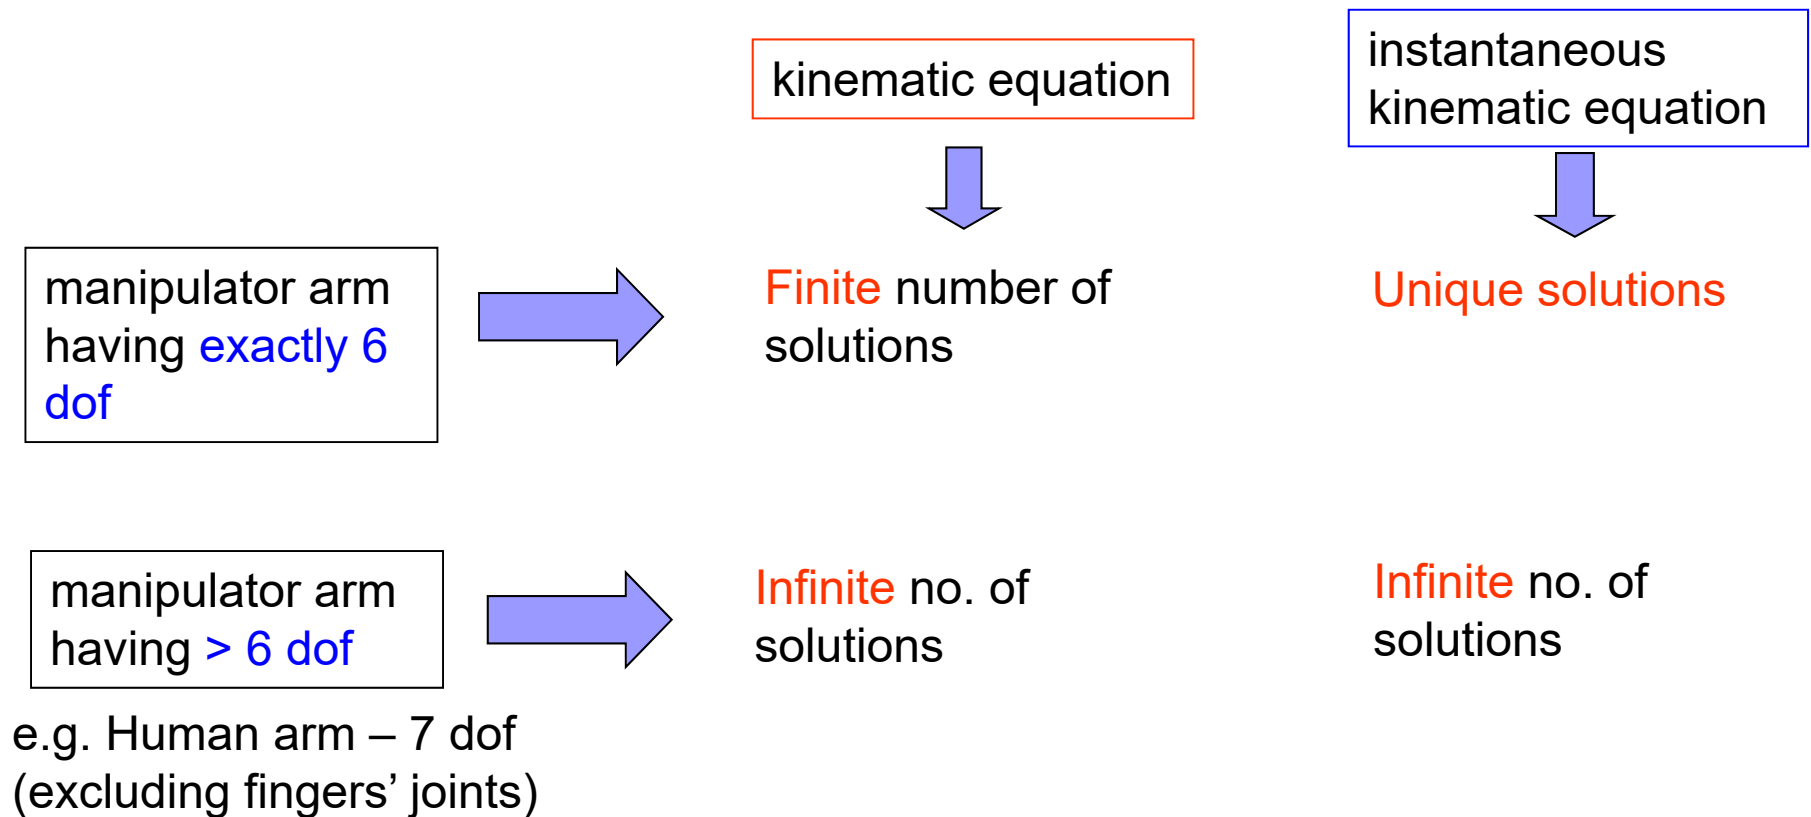 kinematic equation
instantaneous
kinematic equation
manipulator arm
having exactly 6
dof
Finite number of
solutions
Unique solutions
manipulator arm
having > 6 dof
Infinite no. of
solutions
Infinite no. of
solutions
e.g. Human arm – 7 dof
(excluding fingers’ joints)